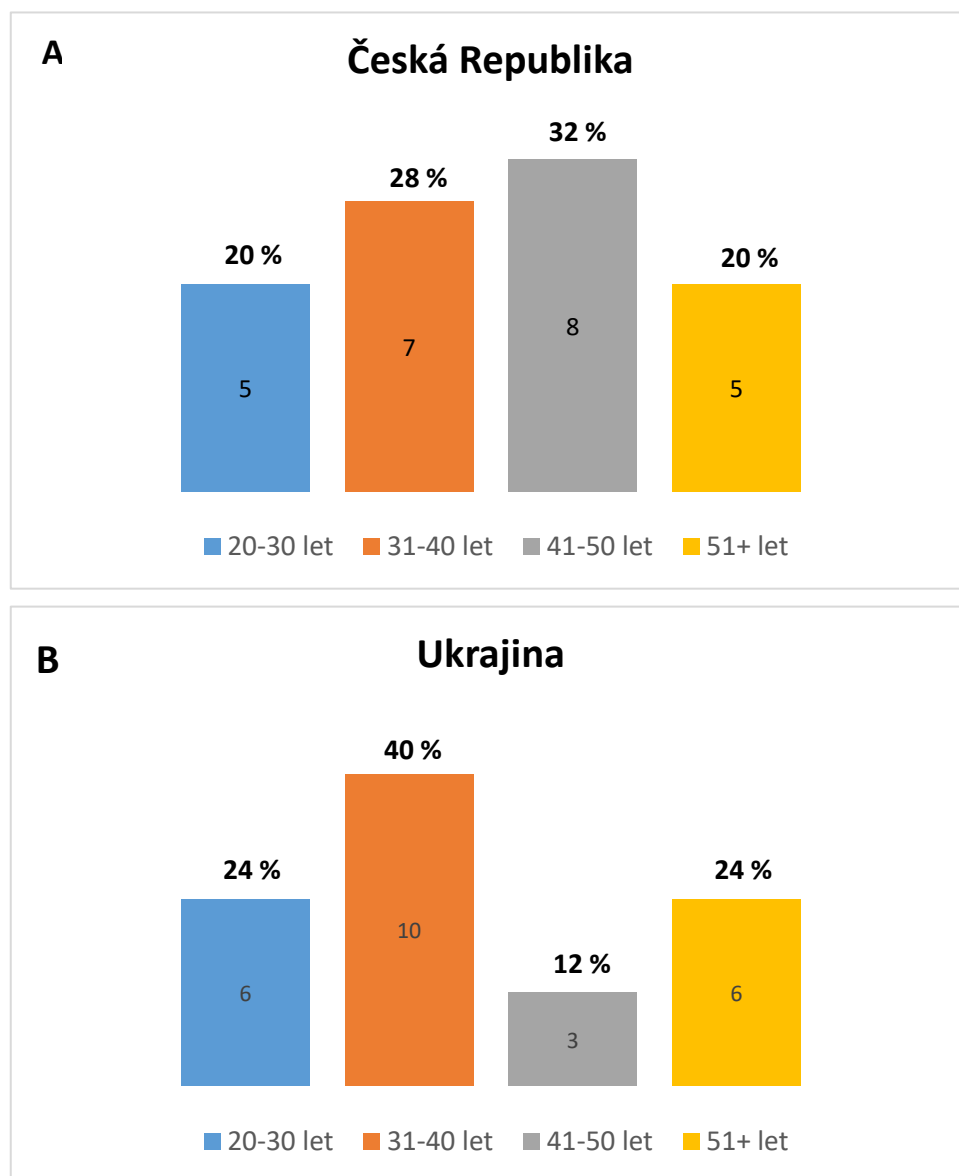 A
Česká Republika
32 %
28 %
20 %
20 %
8
7
5
5
20-30 let
31-40 let
41-50 let
51+ let
B
Ukrajina
40 %
24 %
24 %
12 %
10
6
6
3
20-30 let
31-40 let
41-50 let
51+ let